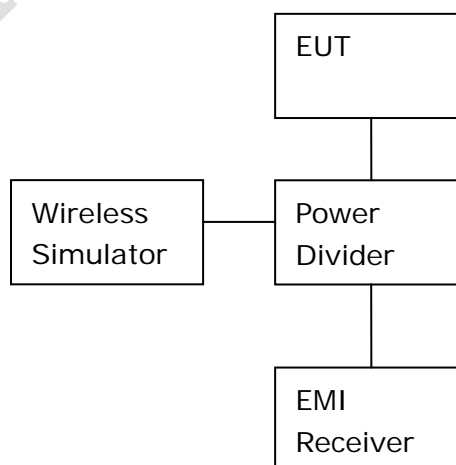 EUT
Wireless
Simulator
Power
Divider
EMI
Receiver